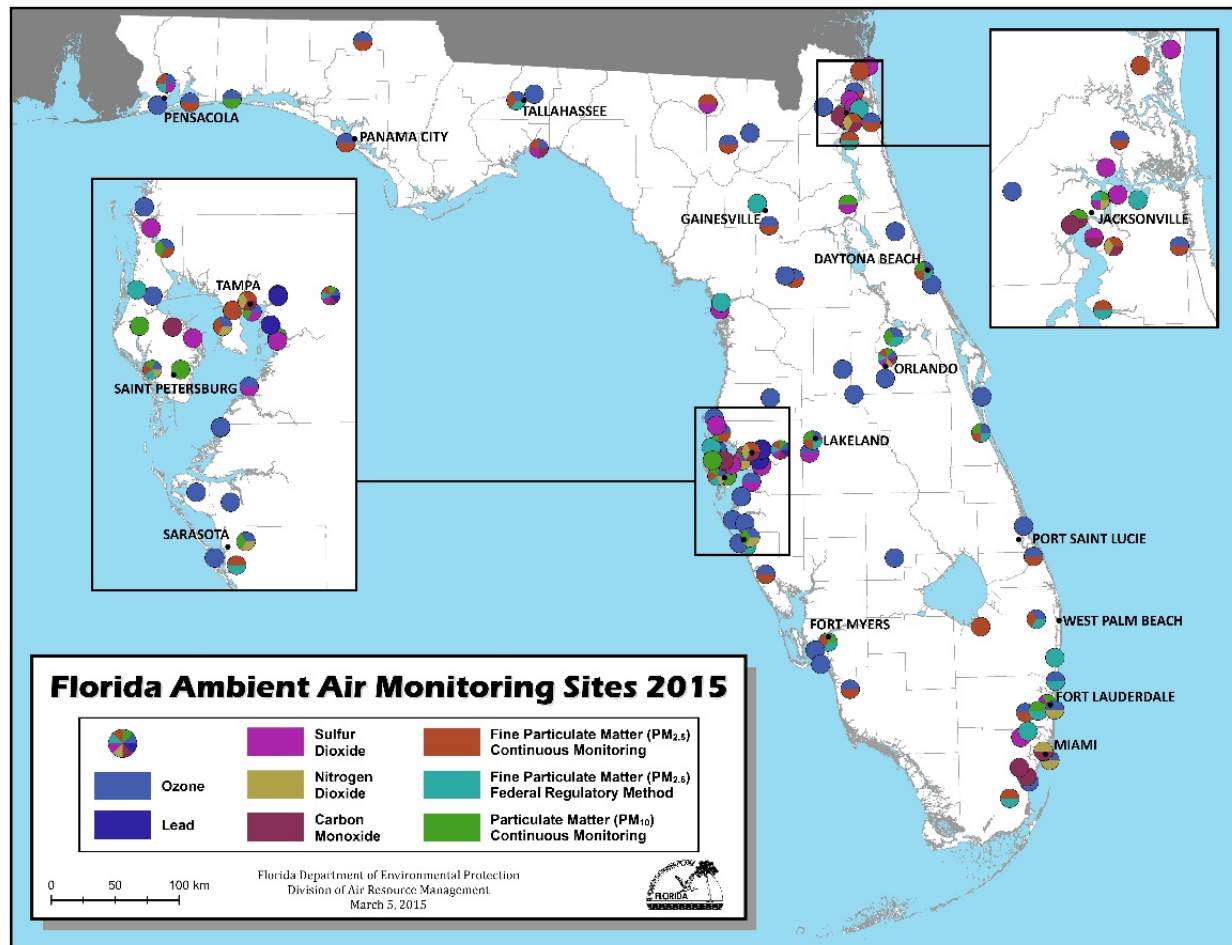 PENSACOLA
PANAMA CITY
TALLAHASSEE
GAINESVILLE
JACKSONVILLE
DAYTONA BEACH
TAMPA
SAINT PETERSBURG
SARASOTA
ORLANDO
LAKELAND
PORT SAINT LUCIE
WEST PALM BEACH
FORT MYERS
FORT LAUDERDALE
MIAMI
Florida Ambient Air Monitoring Sites 2015
Ozone
Lead
Sulfur
Dioxide
Nitrogen
Dioxide
Carbon
Monoxide
Fine Particulate Matter (PM2.5)
Continuous Monitoring
Fine Particulate Matter (PM2.5)
Federal Regulatory Method
Particulate Matter (PM10)
Continuous Monitoring
0 50 100 km
Florida Department of Environmental Protection
Division of Air Resource Management
March 5, 2015
FLORIDA